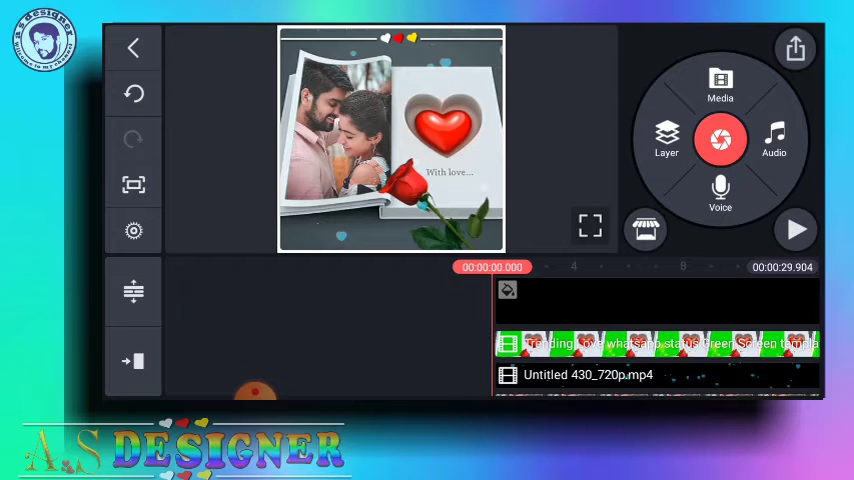 With love...
Media
Layer
Audio
Voice
00:00:00.000
4
8
00:00:29.904
Trending Love whatsapp status Green Screen templa
Untitled 430_720p.mp4
A&S DESIGNER